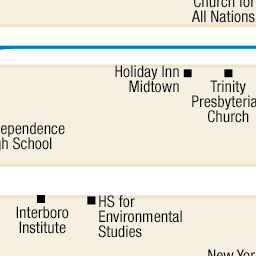 Church for
All Nations
Holiday Inn
Midtown
Trinity
Presbyteria
Church
ependence
gh School
Interboro
Institute
HS for
Environmental
Studies
New Yor